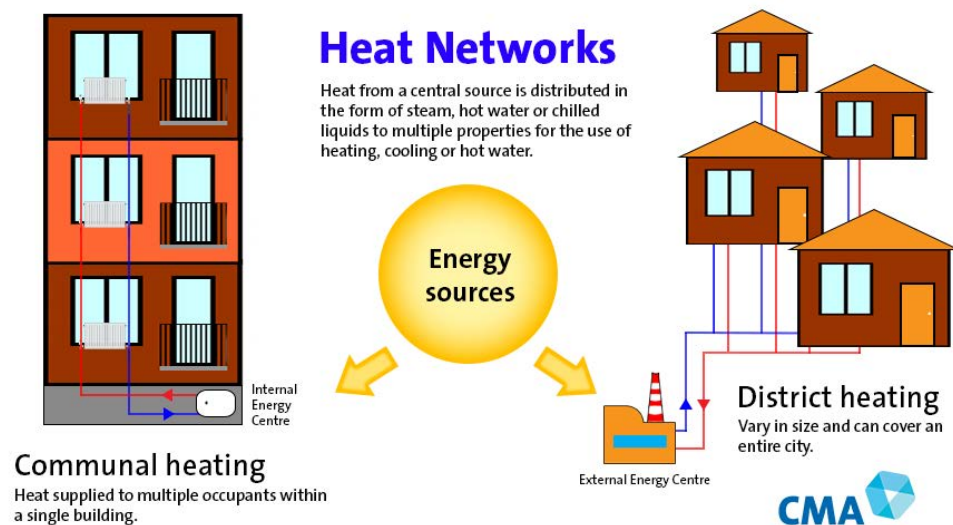 Heat Networks
Heat from a central source is distributed in
the form of steam, hot water or chilled
liquids to multiple properties for the use of
heating, cooling or hot water.
Energy
sources
Internal
Energy
Centre
Communal heating
Heat supplied to multiple occupants within
a single building.
External Energy Centre
District heating
Vary in size and can cover an
entire city.
CMA